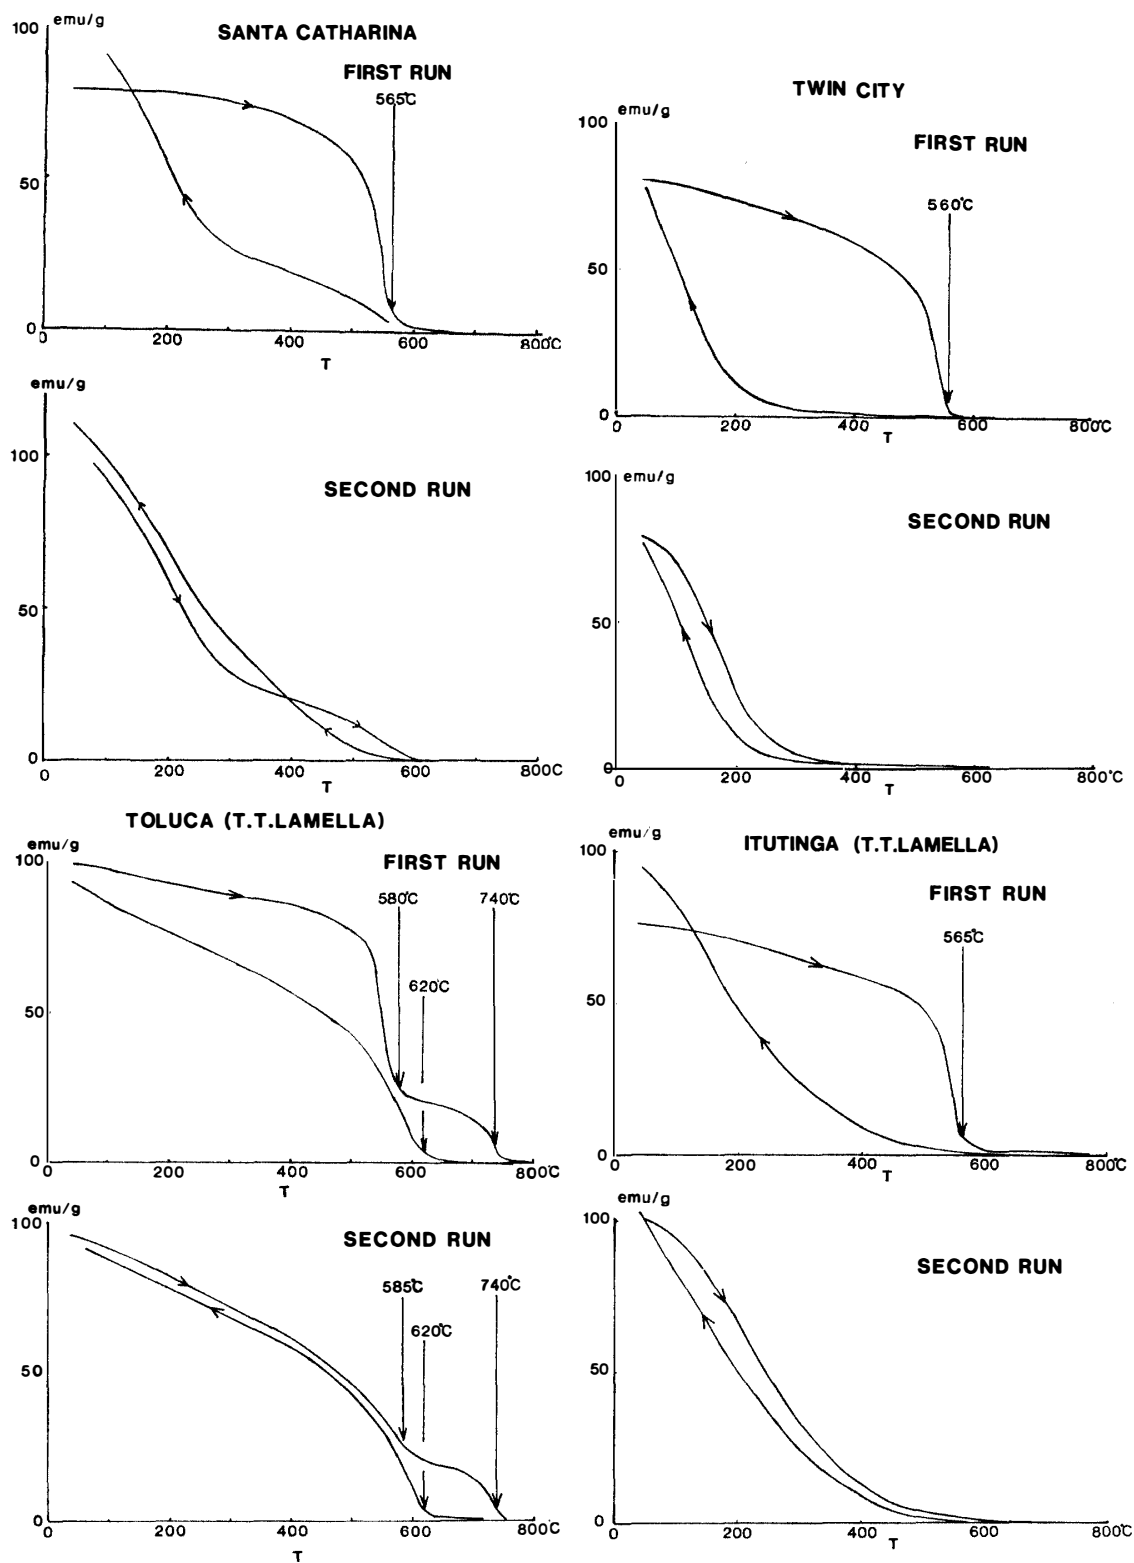 SANTA CATHARINA
emu/g
100
50
0
FIRST RUN
565°C
0 200 400 600 800°C
T
emu/g
100
50
0
SECOND RUN
0 200 400 600 800C
T
TWIN CITY
emu/g
100
50
0
FIRST RUN
560°C
0 200 400 600 800°C
T
emu/g
100
50
0
SECOND RUN
0 200 400 600 800°C
T
TOLUCA (T.T.LAMELLA)
emu/g
100
50
0
FIRST RUN
580°C
740°C
620°C
0 200 400 600 800°C
T
emu/g
100
50
0
SECOND RUN
585°C
740°C
620°C
0 200 400 600 800°C
T
ITUTINGA (T.T.LAMELLA)
emu/g
100
50
0
FIRST RUN
565°C
0 200 400 600 800°C
T
emu/g
100
50
0
SECOND RUN
0 200 400 600 800°C
T